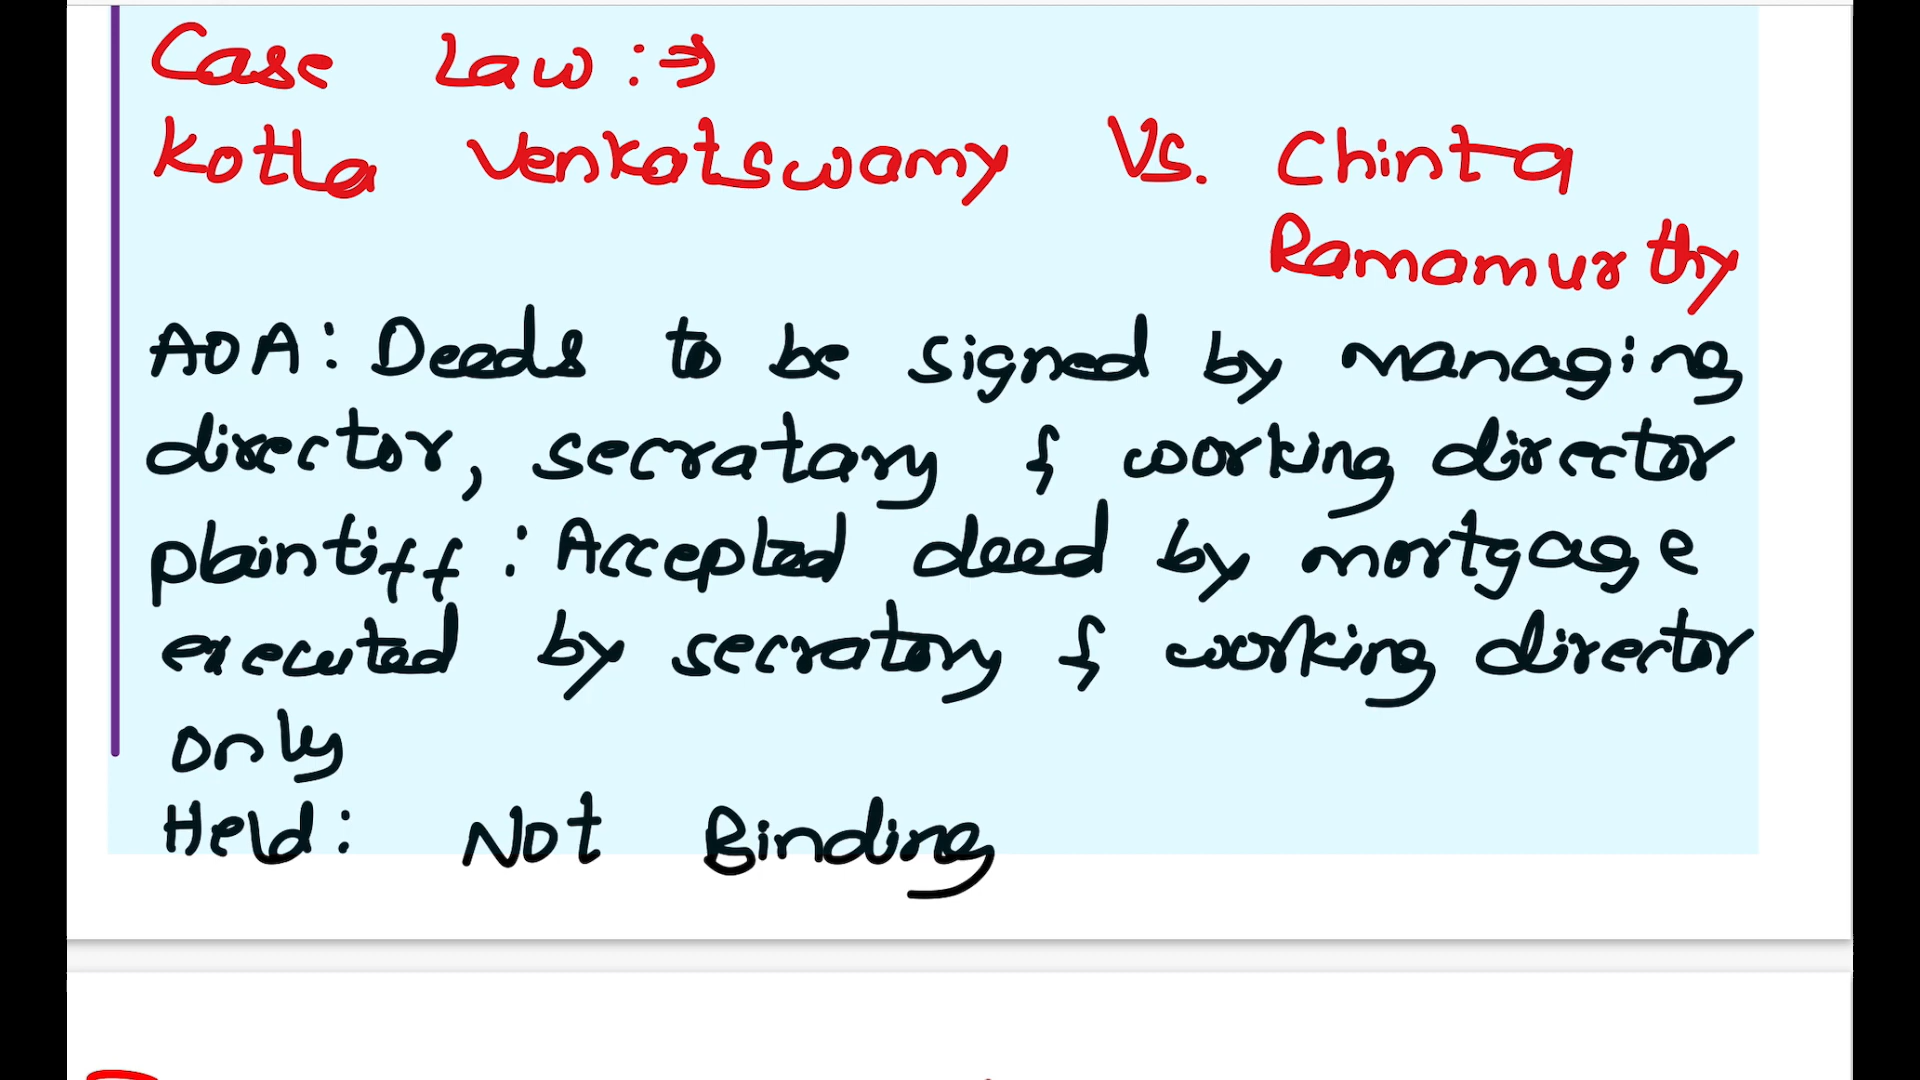 Case Law :⇒
Kotla Venkatswamy Vs. Chinta
Ramamurthy
AOA: Deeds to be signed by managing
director, secratary & working director
plaintiff : Accepted deed by mortgage
executed by secratory & working director
only
Held: Not Binding